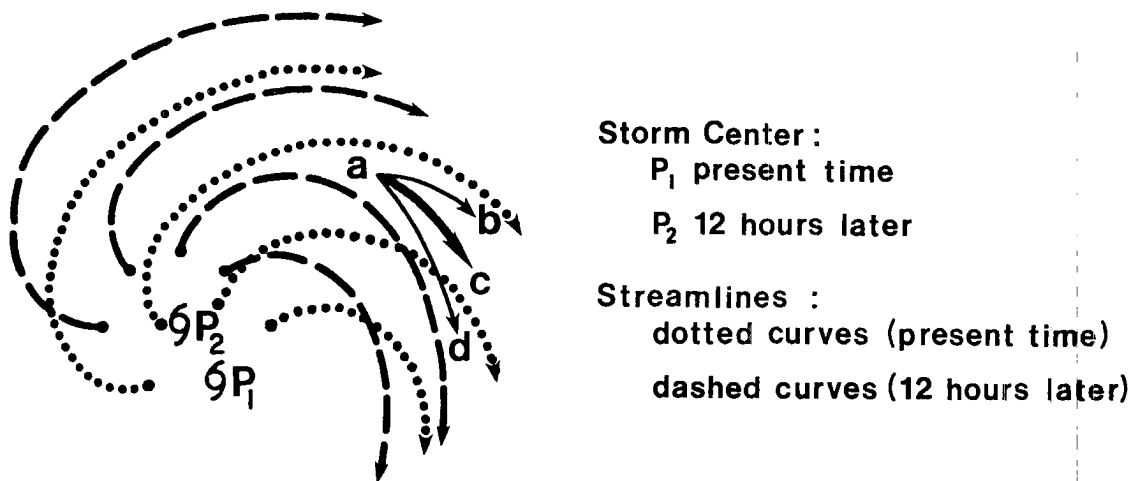 a
b
c
d
P2
P1
Storm Center :
P1 present time
P2 12 hours later
Streamlines :
dotted curves (present time)
dashed curves (12 hours later)